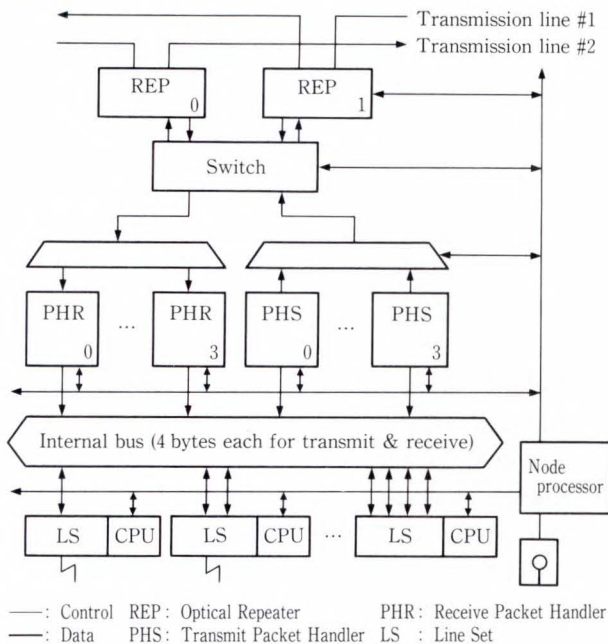 Transmission line #1
Transmission line #2
REP
0
REP
1
Switch
PHR
0
...
PHR
3
PHS
0
...
PHS
3
Internal bus (4 bytes each for transmit & receive)
Node
processor
LS
CPU
LS
CPU
...
LS
CPU
: Control REP : Optical Repeater PHR : Receive Packet Handler
: Data PHS : Transmit Packet Handler LS : Line Set